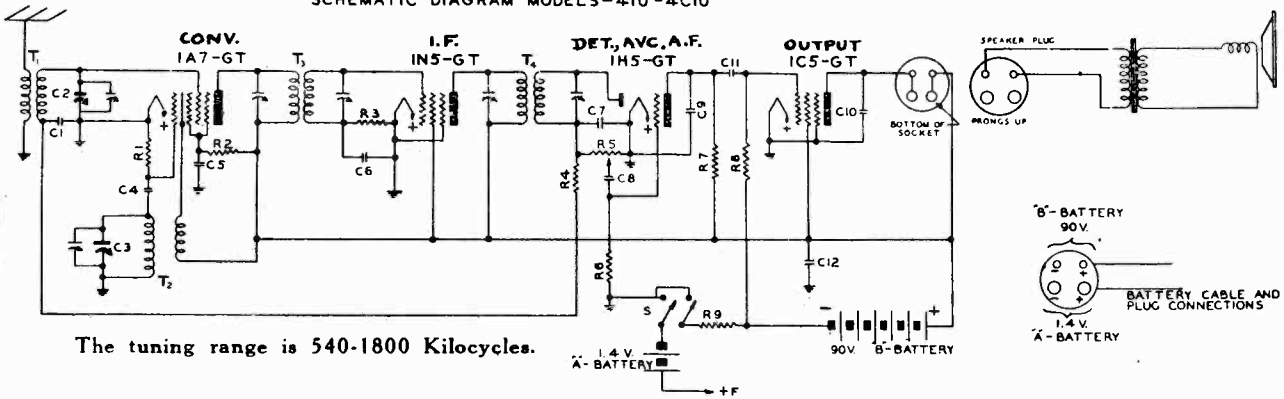 SCHEMATIC DIAGRAM MODELS-410-4C10
CONV.
1A7-GT
I.F.
1N5-GT
DET., AVC, A.F.
1H5-GT
OUTPUT
1C5-GT
SPEAKER PLUG
PRONGS UP
BOTTOM OF
SOCKET
T1
C2
C1
R1
C4
C3
T2
R2
C5
T3
R3
C6
T4
C7
R5
C8
R4
R6
C9
C11
R7
R8
C10
C12
S
R9
1.4 V.
"A"-BATTERY
+F
-
+
90V. "B"-BATTERY
"B"-BATTERY
90V.
- +
- +
1.4 V.
"A"-BATTERY
BATTERY CABLE AND
PLUG CONNECTIONS
The tuning range is 540-1800 Kilocycles.